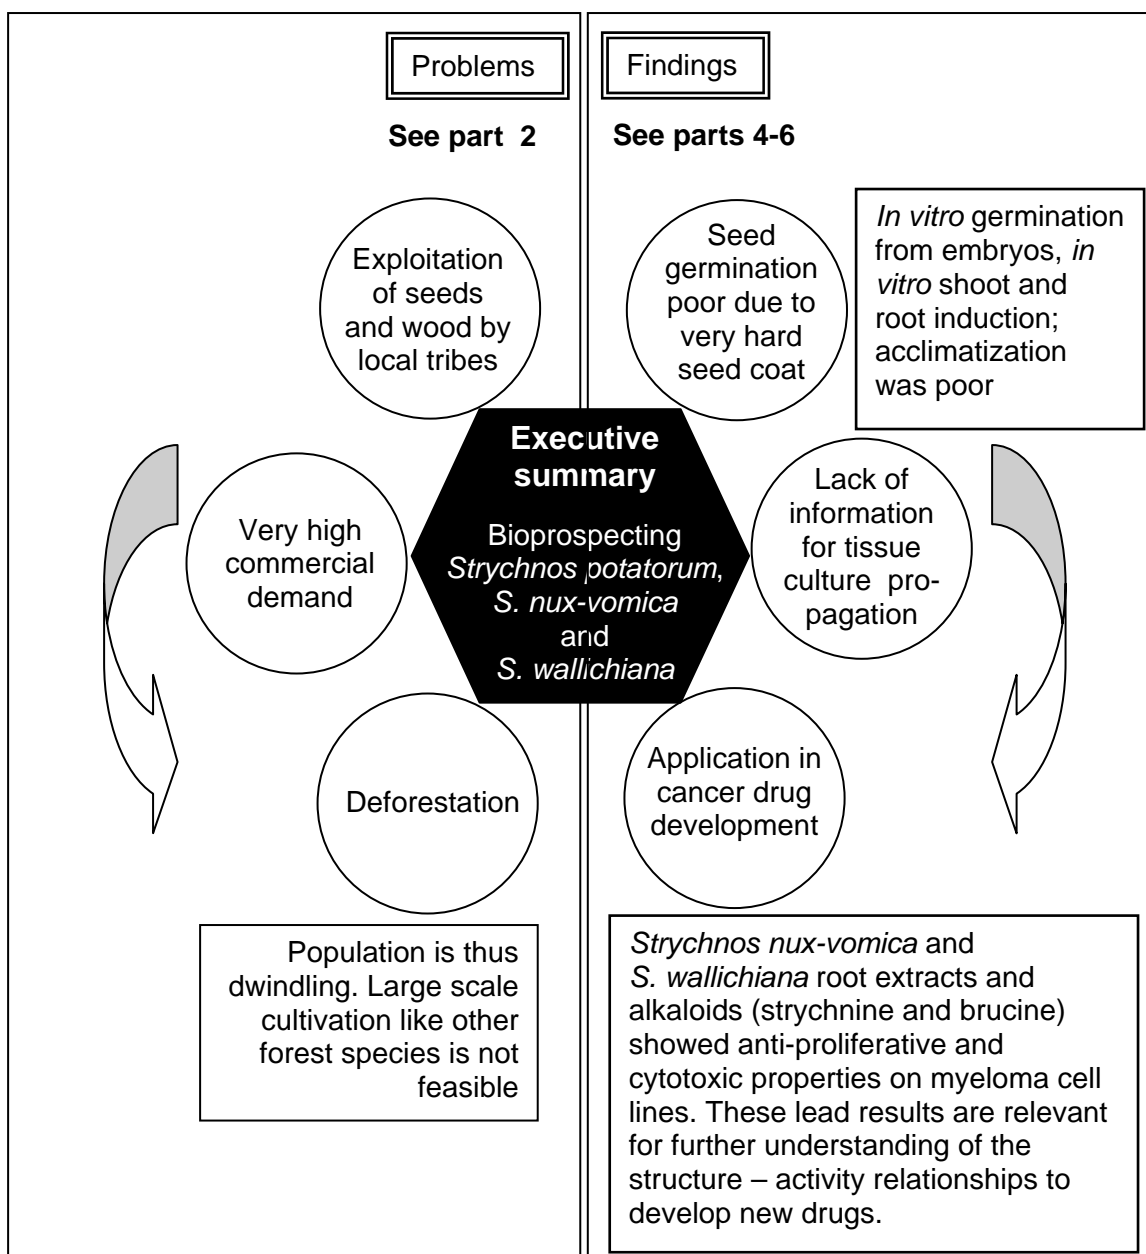 Problems
See part 2
Exploitation
of seeds
and wood by
local tribes
Very high
commercial
demand
Deforestation
Population is thus
dwindling. Large scale
cultivation like other
forest species is not
feasible
Executive
summary
Bioprospecting
Strychnos potatorum,
S. nux-vomica
and
S. wallichiana
Findings
See parts 4-6
Seed
germination
poor due to
very hard
seed coat
In vitro germination
from embryos, in
vitro shoot and
root induction;
acclimatization
was poor
Lack of
information
for tissue
culture pro-
pagation
Application in
cancer drug
development
Strychnos nux-vomica and
S. wallichiana root extracts and
alkaloids (strychnine and brucine)
showed anti-proliferative and
cytotoxic properties on myeloma cell
lines. These lead results are relevant
for further understanding of the
structure – activity relationships to
develop new drugs.